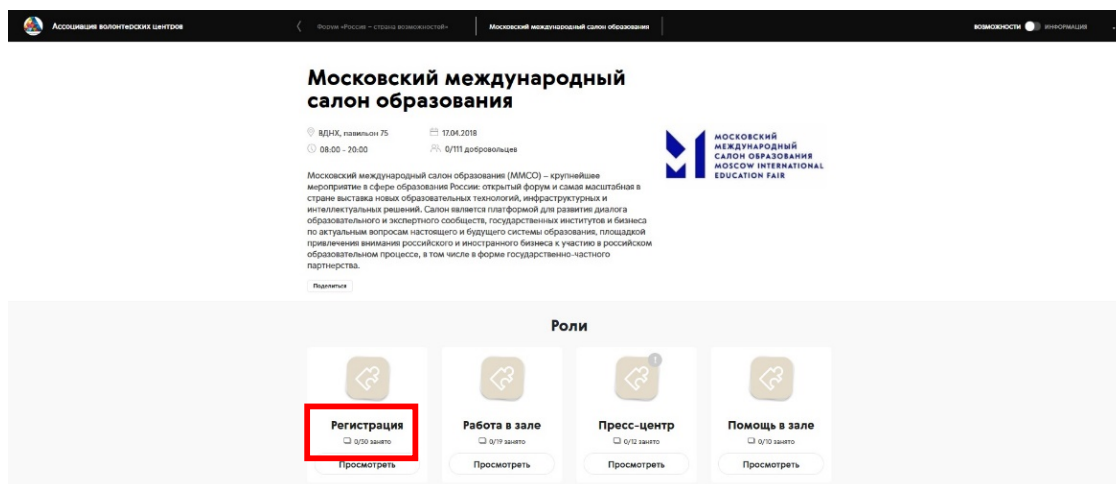 Ассоциация волонтерских центров
Форум «Россия – страна возможностей»
Московский международный салон образования
ВОЗМОЖНОСТИ ИНФОРМАЦИЯ
Московский международный
салон образования
ВДНХ, павильон 75 17.04.2018
08:00 - 20:00 0/111 добровольцев
МОСКОВСКИЙ
МЕЖДУНАРОДНЫЙ
САЛОН ОБРАЗОВАНИЯ
MOSCOW INTERNATIONAL
EDUCATION FAIR
Московский международный салон образования (ММСО) – крупнейшее
мероприятие в сфере образования России: открытый форум и самая масштабная в
стране выставка новых образовательных технологий, инфраструктурных и
интеллектуальных решений. Салон является платформой для развития диалога
образовательного и экспертного сообществ, государственных институтов и бизнеса
по актуальным вопросам настоящего и будущего системы образования, площадкой
привлечения внимания российского и иностранного бизнеса к участию в российском
образовательном процессе, в том числе в форме государственно-частного
партнерства.
Поделиться
Роли
Регистрация Работа в зале Пресс-центр Помощь в зале
0/50 занято 0/19 занято 0/12 занято 0/10 занято
Просмотреть Просмотреть Просмотреть Просмотреть